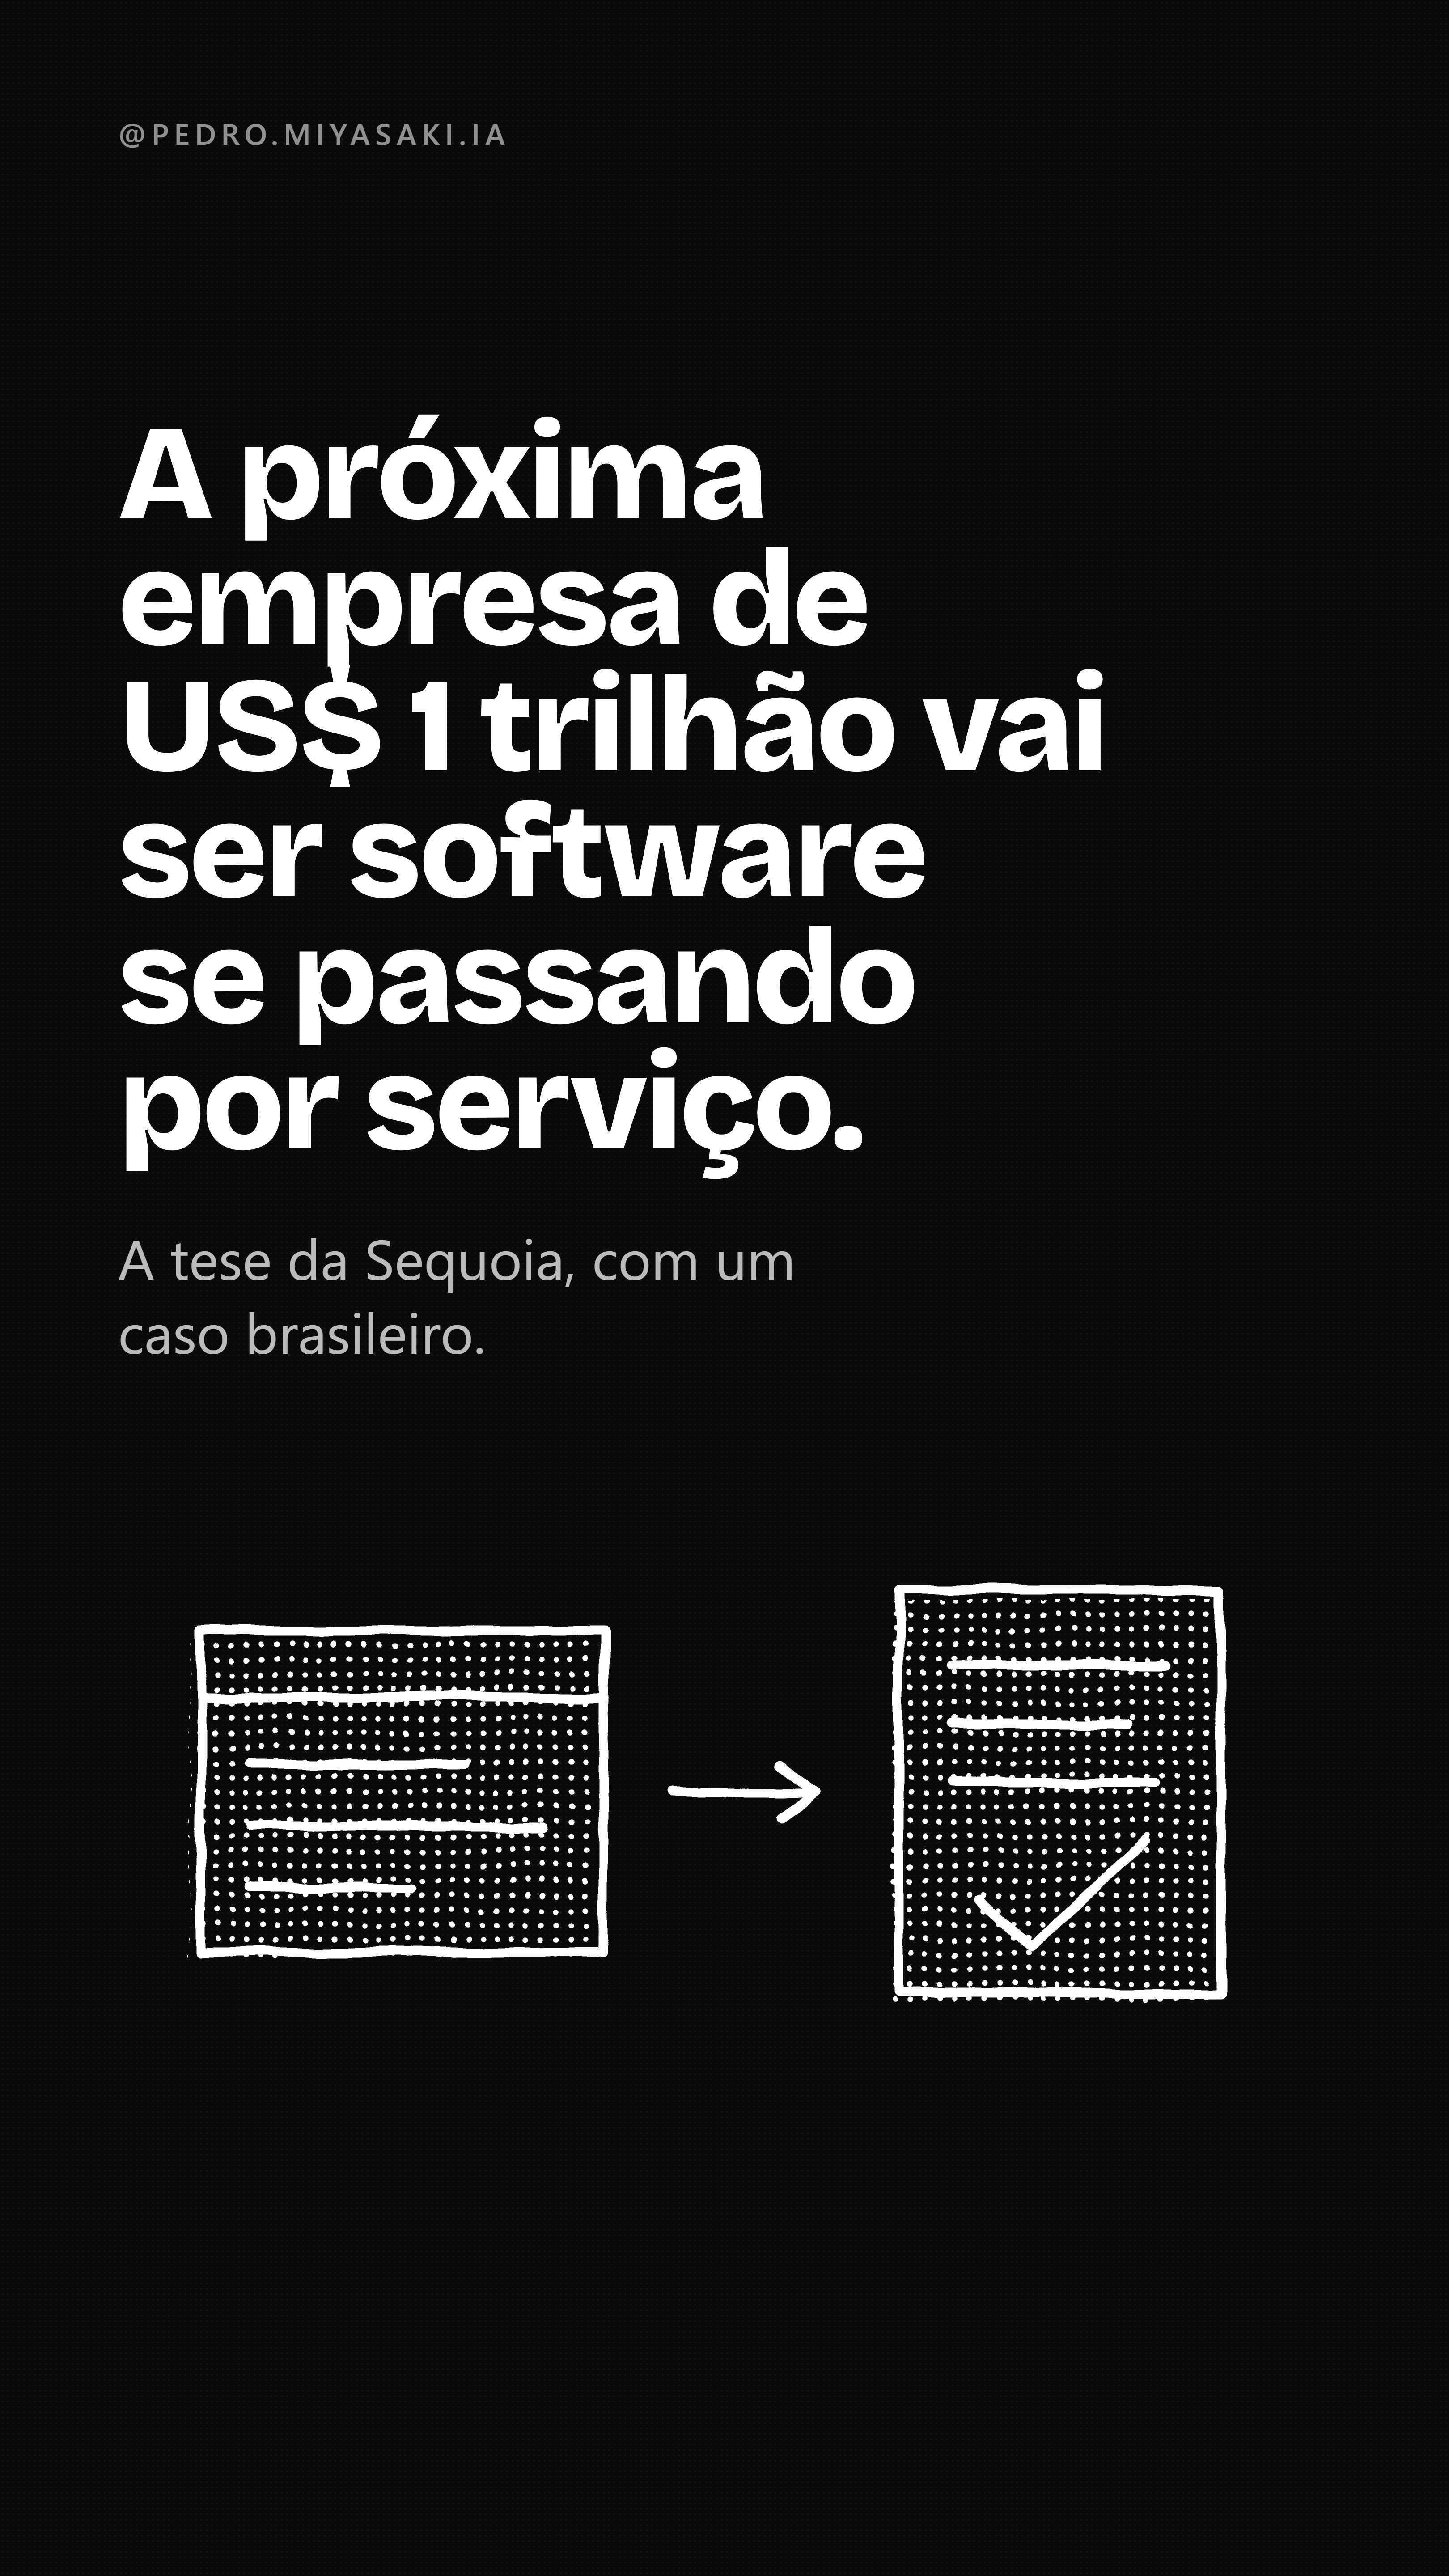 @PEDRO.MIYASAKI.IA
A próxima
empresa de
US$ 1 trilhão vai
ser software
se passando
por serviço.
A tese da Sequoia, com um
caso brasileiro.